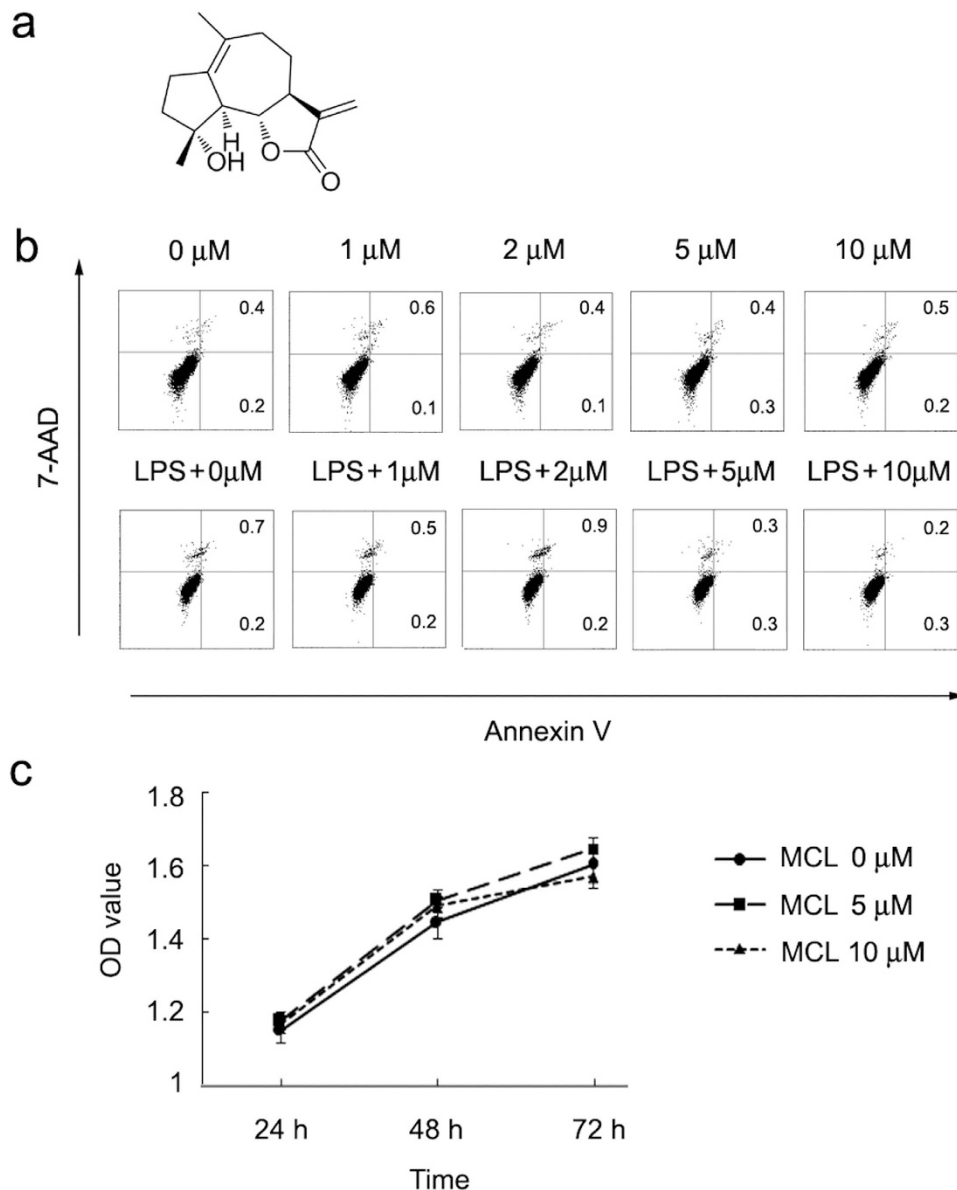 a
H
OH
O
O
b
0 µM 1 µM 2 µM 5 µM 10 µM
0.4 0.6 0.4 0.4 0.5
0.2 0.1 0.1 0.3 0.2
7-AAD
LPS+0µM LPS+1µM LPS+2µM LPS+5µM LPS+10µM
0.7 0.5 0.9 0.3 0.2
0.2 0.2 0.2 0.3 0.3
Annexin V
c
1.8
1.6
1.4
1.2
1
OD value
24 h 48 h 72 h
Time
MCL 0 µM
MCL 5 µM
MCL 10 µM